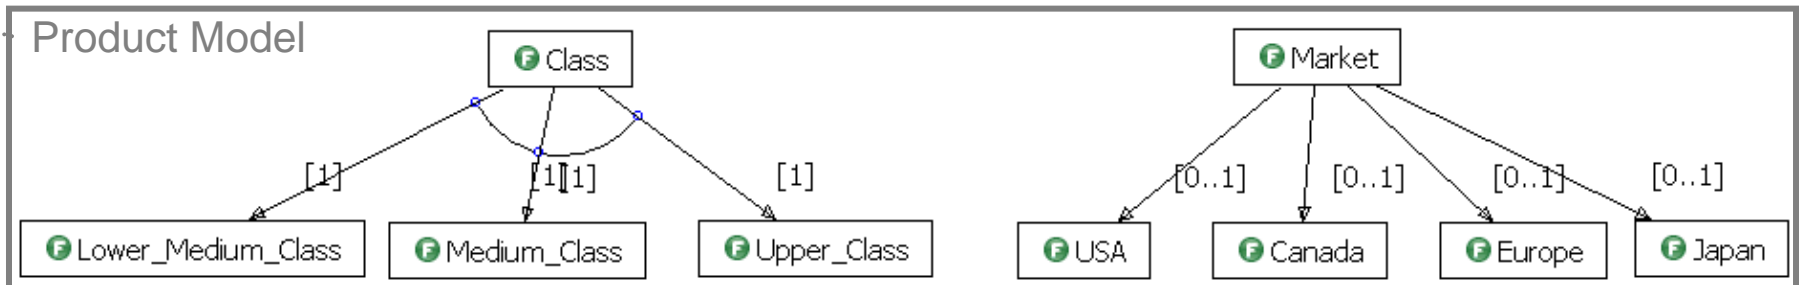 Product Model
F Class
F Market
[1] [1] [1] [1] [0..1] [0..1] [0..1] [0..1]
F Lower_Medium_Class F Medium_Class F Upper_Class F USA F Canada F Europe F Japan